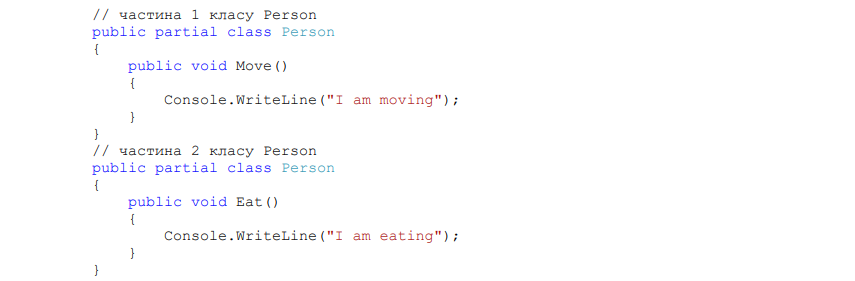 // частина 1 класу Person
public partial class Person
{
public void Move()
{
Console.WriteLine("I am moving");
}
}
// частина 2 класу Person
public partial class Person
{
public void Eat()
{
Console.WriteLine("I am eating");
}
}